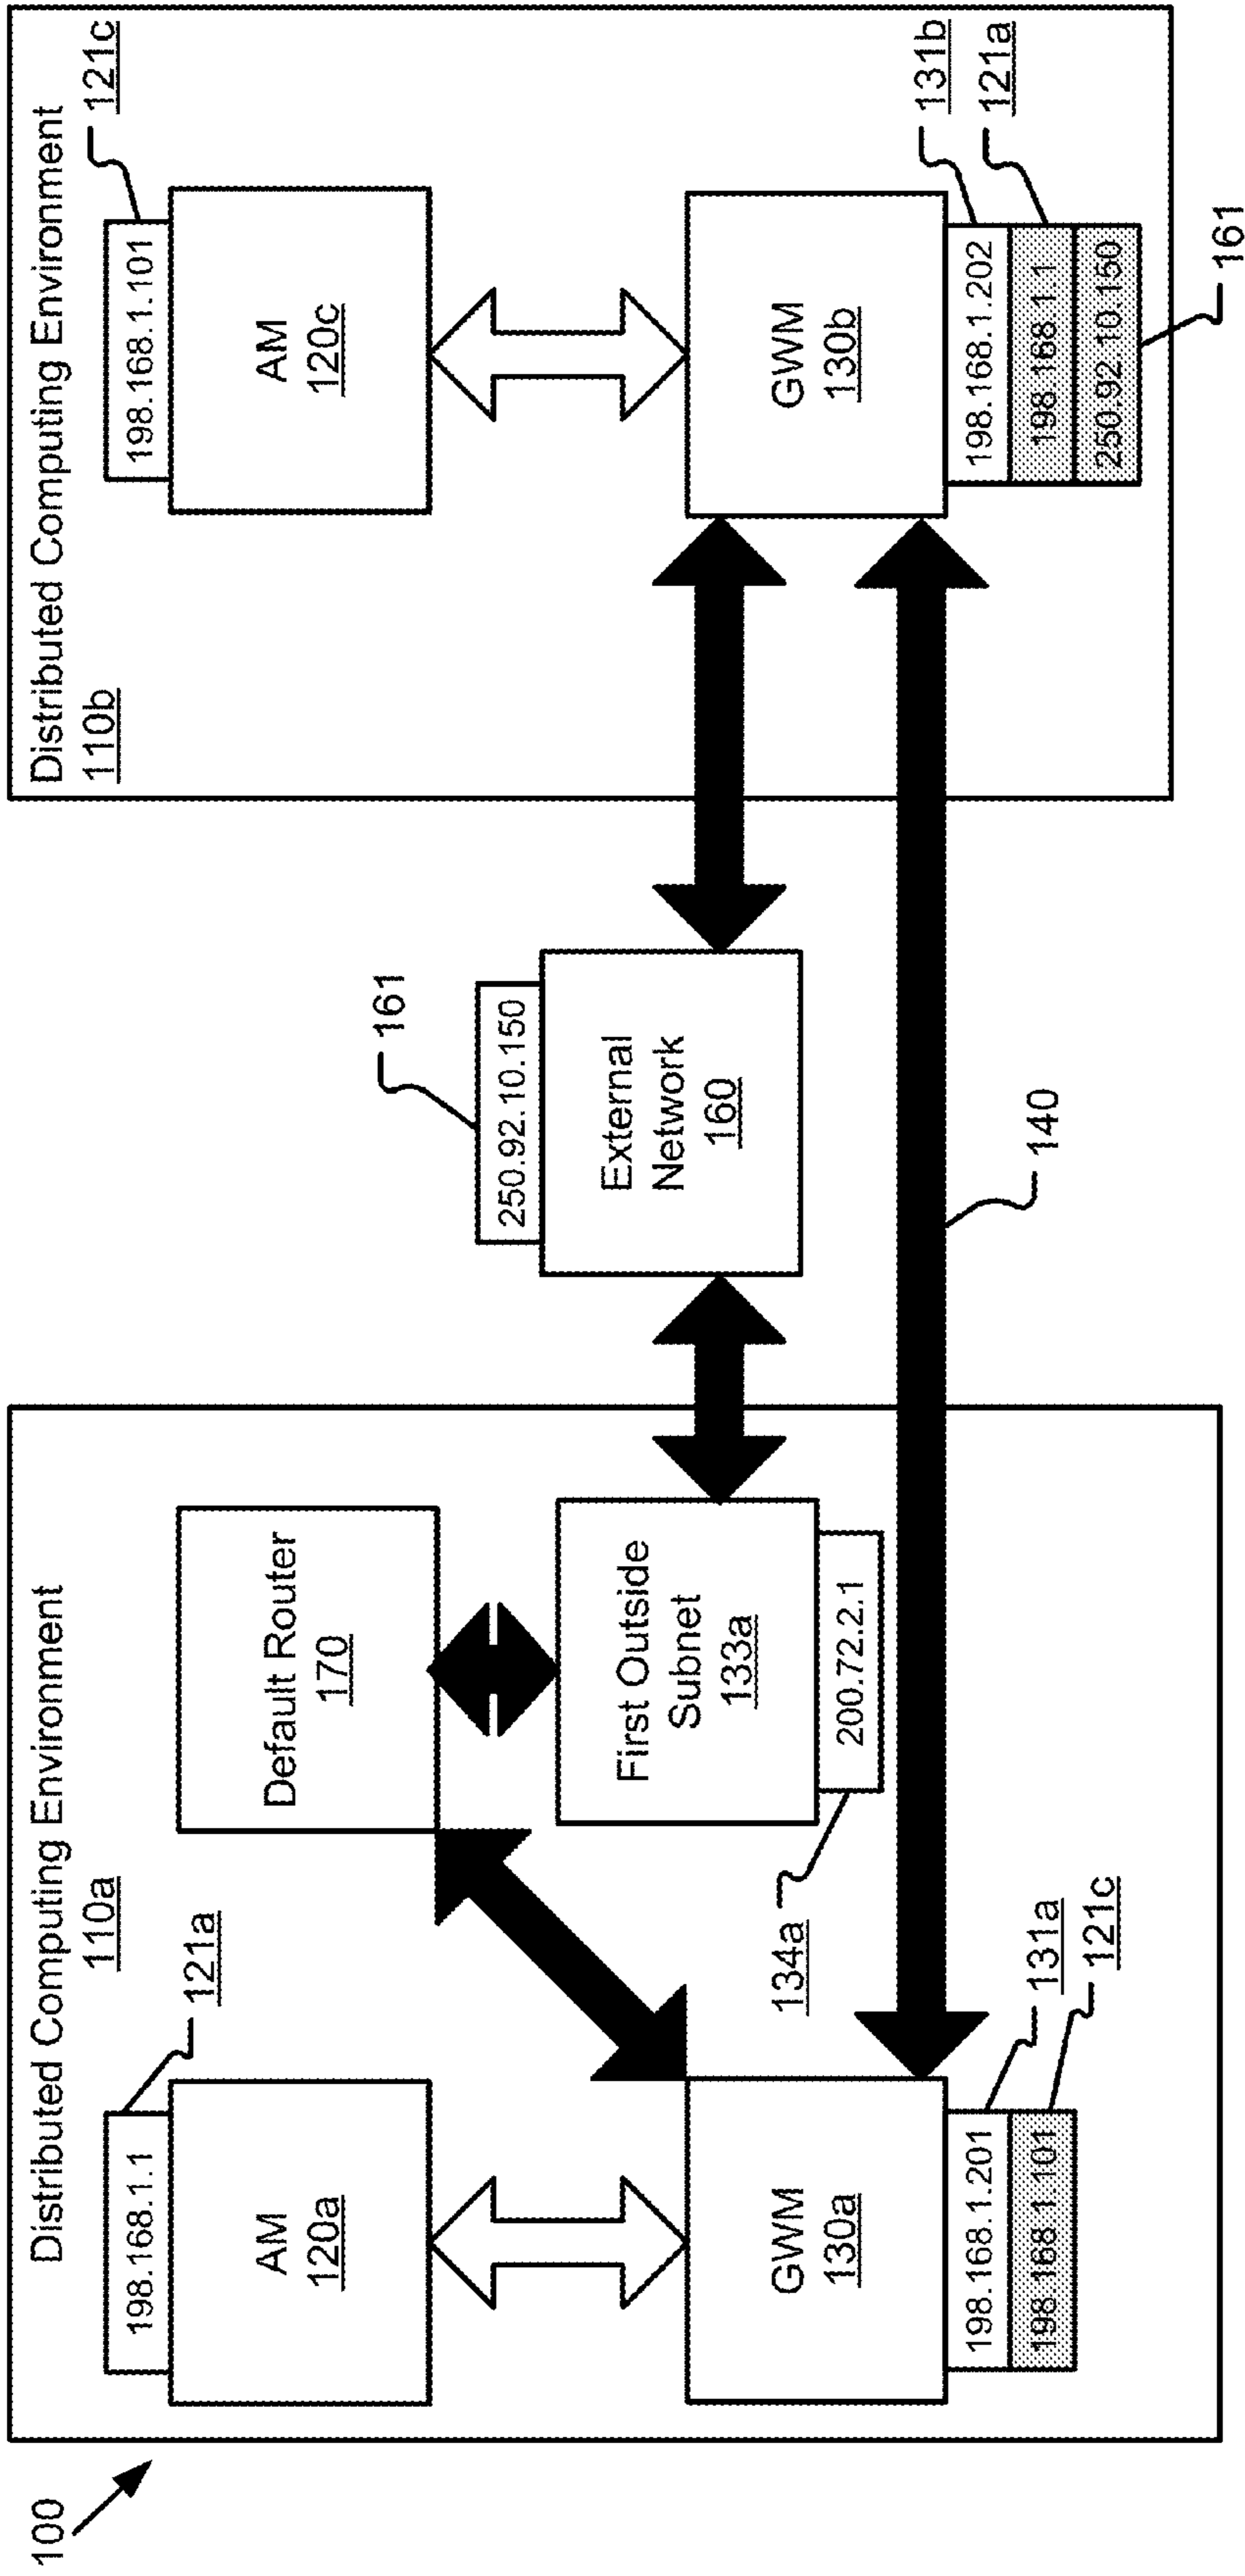 100
Distributed Computing Environment
110a
198.168.1.1
121a
AM
120a
GWM
130a
198.168.1.201
198.168.1.101
131a
121c
Default Router
170
First Outside
Subnet
133a
200.72.2.1
134a
250.92.10.150
161
External
Network
160
140
Distributed Computing Environment
110b
198.168.1.101
121c
AM
120c
GWM
130b
198.168.1.202
198.168.1.1
250.92.10.150
131b
121a
161